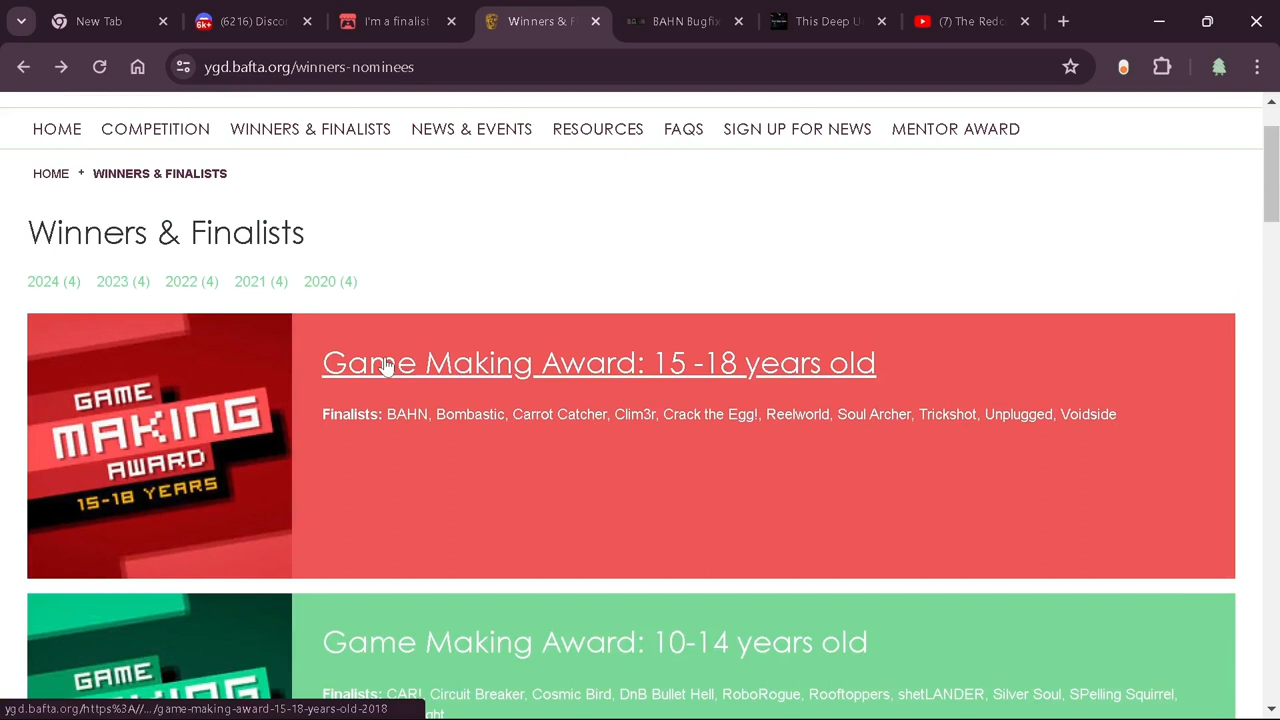 New Tab
(6216) Disco
I'm a finalist
Winners & F
BAHN Bugfix
This Deep U
(7) The Redc
ygd.bafta.org/winners-nominees
HOME COMPETITION WINNERS & FINALISTS NEWS & EVENTS RESOURCES FAQS SIGN UP FOR NEWS MENTOR AWARD
HOME + WINNERS & FINALISTS
Winners & Finalists
2024 (4) 2023 (4) 2022 (4) 2021 (4) 2020 (4)
GAME
MAKING
AWARD
15-18 YEARS
Game Making Award: 15 -18 years old
Finalists: BAHN, Bombastic, Carrot Catcher, Clim3r, Crack the Egg!, Reelworld, Soul Archer, Trickshot, Unplugged, Voidside
GAME
Game Making Award: 10-14 years old
Finalists: CARI, Circuit Breaker, Cosmic Bird, DnB Bullet Hell, RoboRogue, Rooftoppers, shetLANDER, Silver Soul, SPelling Squirrel,
ygd.bafta.org/https%3A//.../game-making-award-15-18-years-old-2018